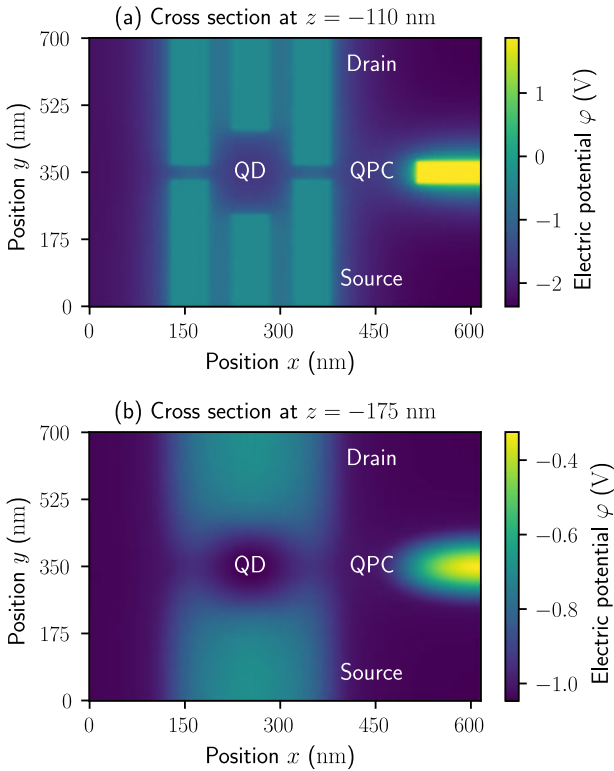 (a) Cross section at z = −110 nm
700
525
350
175
0
Position y (nm)
Drain
QD
QPC
Source
0
150
300
450
600
Position x (nm)
1
0
−1
−2
Electric potential φ (V)
(b) Cross section at z = −175 nm
700
525
350
175
0
Position y (nm)
Drain
QD
QPC
Source
0
150
300
450
600
Position x (nm)
−0.4
−0.6
−0.8
−1.0
Electric potential φ (V)